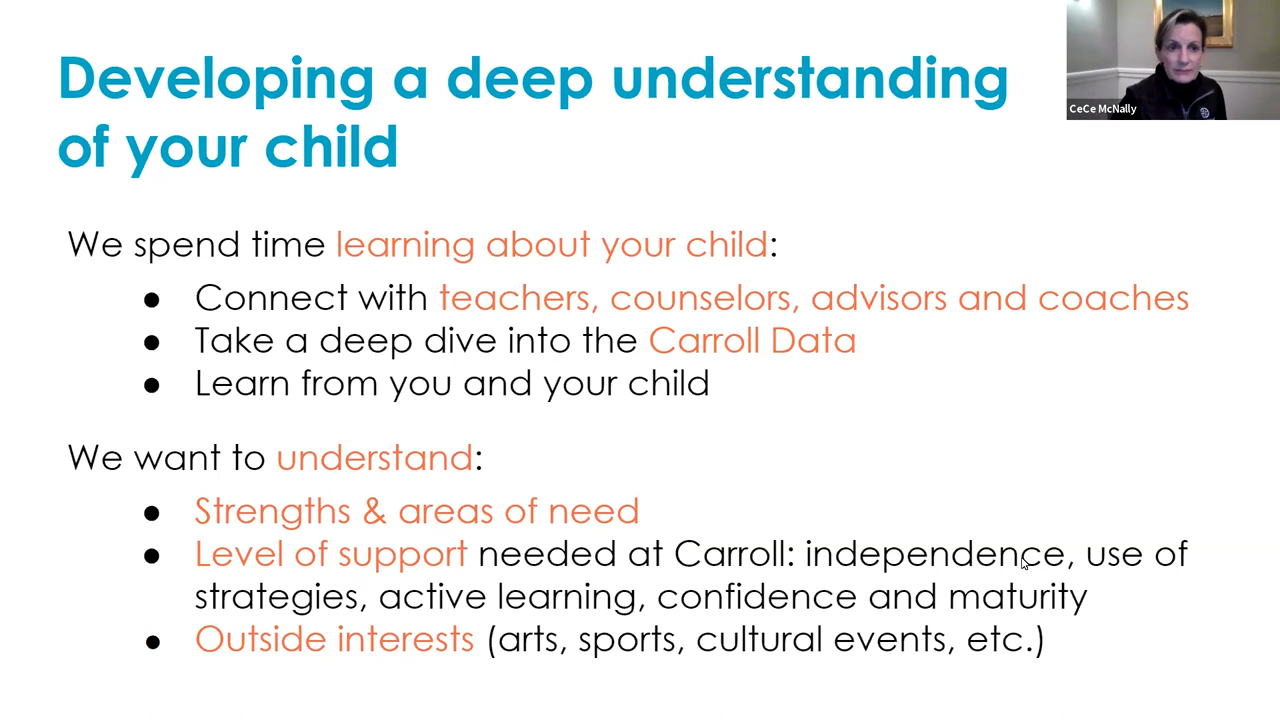 Developing a deep understanding
of your child
CeCe McNally
We spend time learning about your child:
● Connect with teachers, counselors, advisors and coaches
● Take a deep dive into the Carroll Data
● Learn from you and your child
We want to understand:
● Strengths & areas of need
● Level of support needed at Carroll: independence, use of
strategies, active learning, confidence and maturity
● Outside interests (arts, sports, cultural events, etc.)